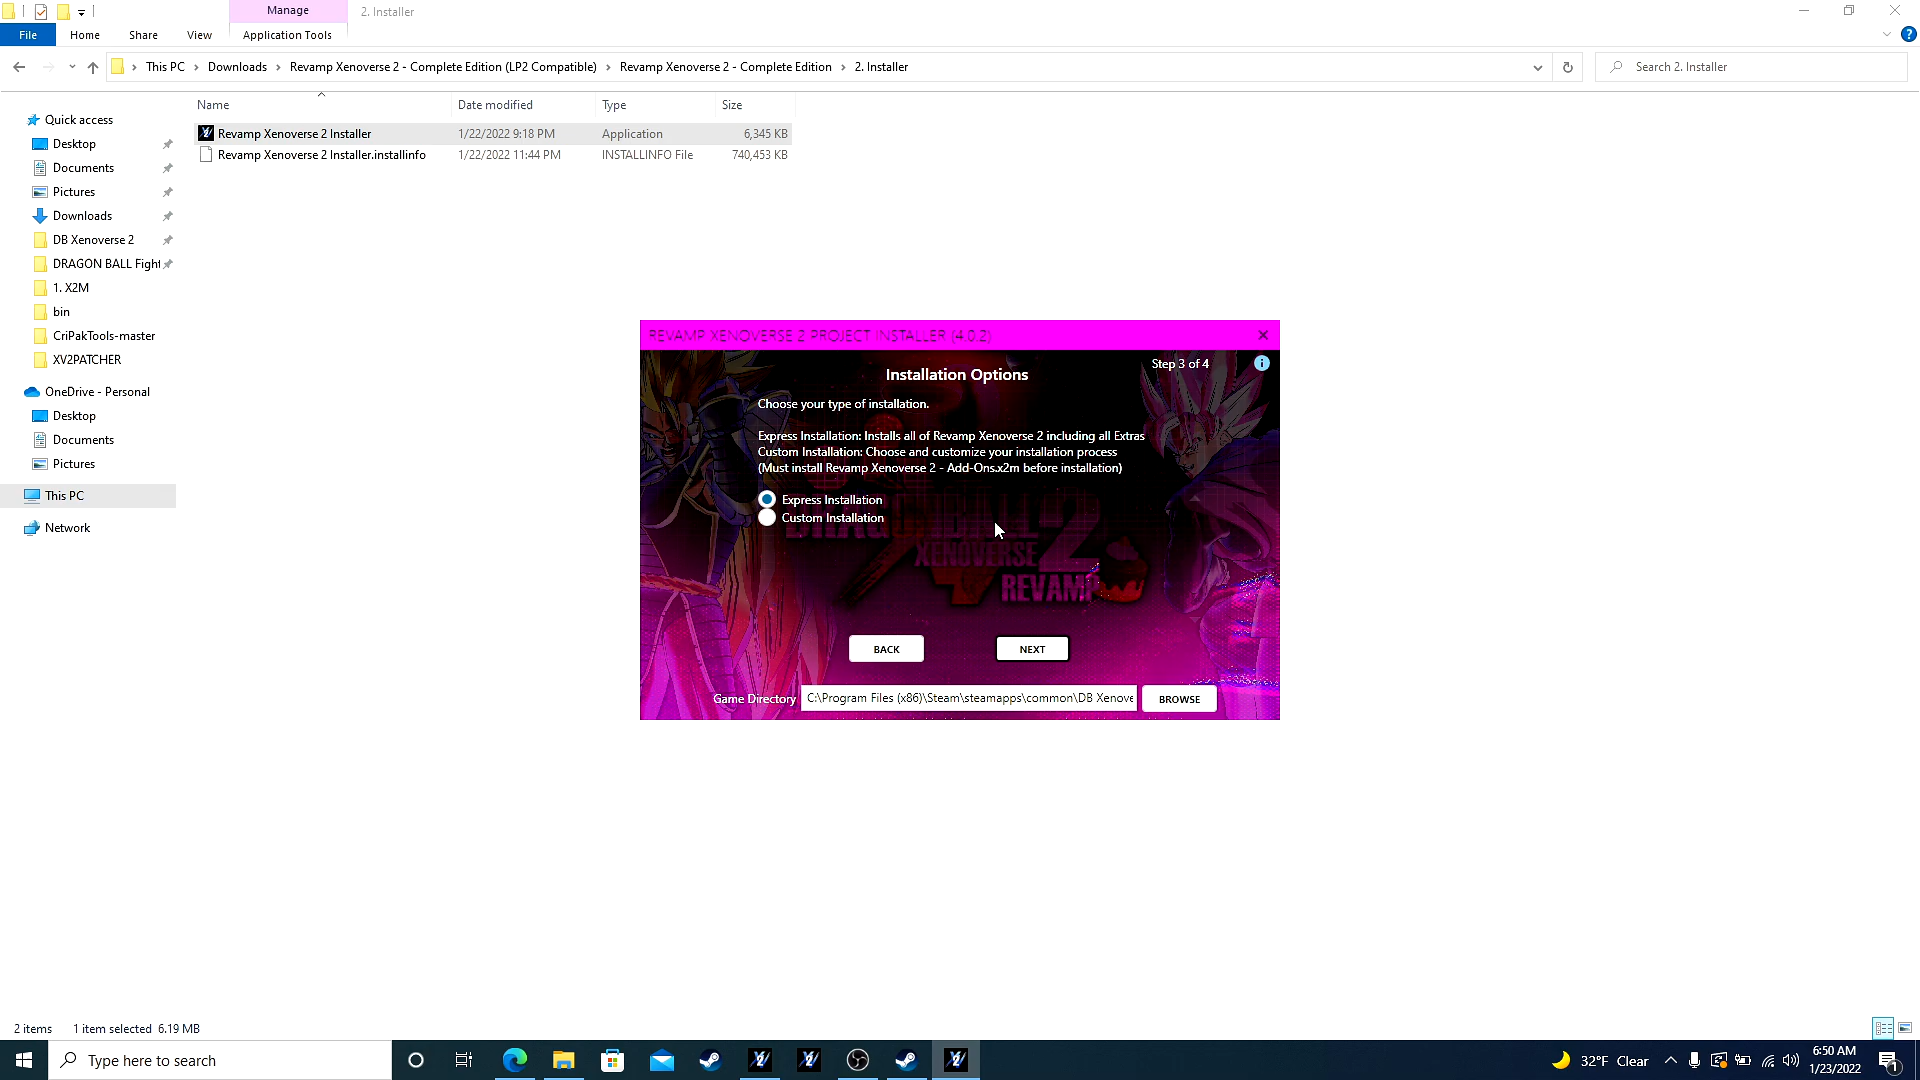 Manage
2. Installer
File
Home
Share
View
Application Tools
This PC
Downloads
Revamp Xenoverse 2 - Complete Edition (LP2 Compatible)
Revamp Xenoverse 2 - Complete Edition
2. Installer
Search 2. Installer
Name
Date modified
Type
Size
Revamp Xenoverse 2 Installer
1/22/2022 9:18 PM
Application
6,345 KB
Revamp Xenoverse 2 Installer.installinfo
1/22/2022 11:44 PM
INSTALLINFO File
740,453 KB
Quick access
Desktop
Documents
Pictures
Downloads
DB Xenoverse 2
DRAGON BALL Fight
1. X2M
bin
CriPakTools-master
XV2PATCHER
OneDrive - Personal
Desktop
Documents
Pictures
This PC
Network
REVAMP XENOVERSE 2 PROJECT INSTALLER (4.0.2)
Step 3 of 4
Installation Options
Choose your type of installation.
Express Installation: Installs all of Revamp Xenoverse 2 including all Extras
Custom Installation: Choose and customize your installation process
(Must install Revamp Xenoverse 2 - Add-Ons.x2m before installation)
Express Installation
Custom Installation
XENOVERSE 2
REVAMP
BACK
NEXT
Game Directory
C:\Program Files (x86)\Steam\steamapps\common\DB Xenove
BROWSE
2 items
1 item selected 6.19 MB
Type here to search
32°F Clear
6:50 AM
1/23/2022
1